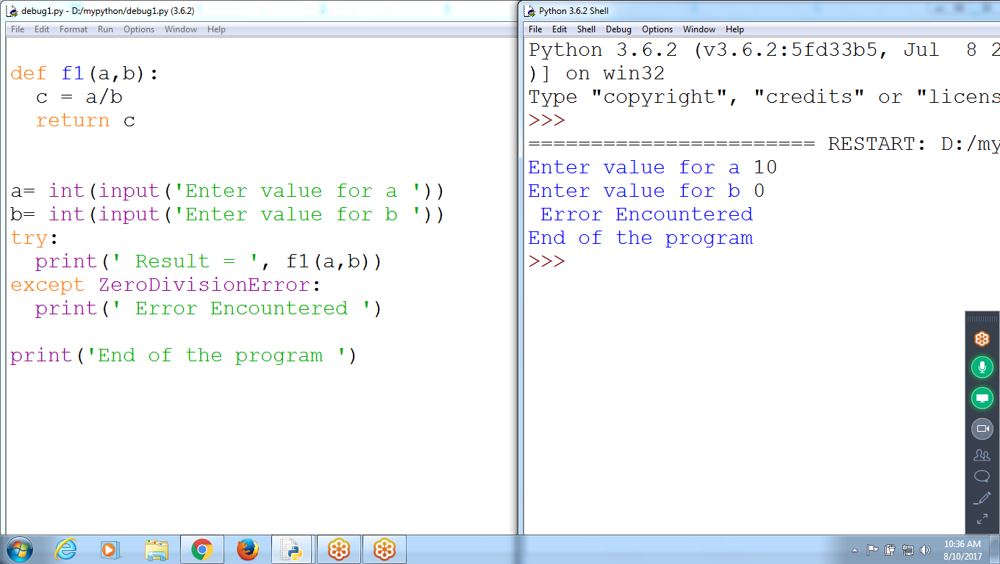 debug1.py - D:/mypython/debug1.py (3.6.2)
File Edit Format Run Options Window Help
def f1(a,b):
  c = a/b
  return c
a= int(input('Enter value for a '))
b= int(input('Enter value for b '))
try:
  print(' Result = ', f1(a,b))
except ZeroDivisionError:
  print(' Error Encountered ')
print('End of the program ')
Python 3.6.2 Shell
File Edit Shell Debug Options Window Help
Python 3.6.2 (v3.6.2:5fd33b5, Jul  8 2
)] on win32
Type "copyright", "credits" or "licens
>>>
======================= RESTART: D:/my
Enter value for a 10
Enter value for b 0
 Error Encountered
End of the program
>>>
10:36 AM
8/10/2017